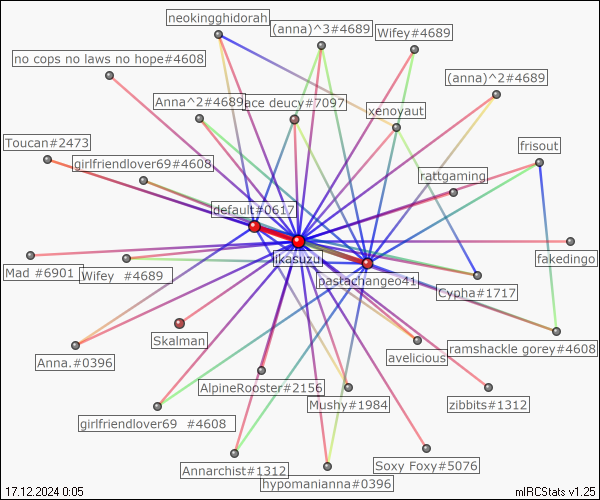 neokingghidorah
(anna)^3#4689
Wifey#4689
no cops no laws no hope#4608
(anna)^2#4689
Anna^2#4689
ace deucy#7097
xenoyaut
Toucan#2473
frisout
girlfriendlover69#4608
rattgaming
default#0617
likasuzu
fakedingo
Mad #6901
Wifey #4689
pastachangeo41
Cypha#1717
Skalman
Anna.#0396
avelicious
ramshackle gorey#4608
AlpineRooster#2156
Mushy#1984
zibbits#1312
girlfriendlover69 #4608
Annarchist#1312
Soxy Foxy#5076
hypomanianna#0396
17.12.2024 0:05
mIRCStats v1.25